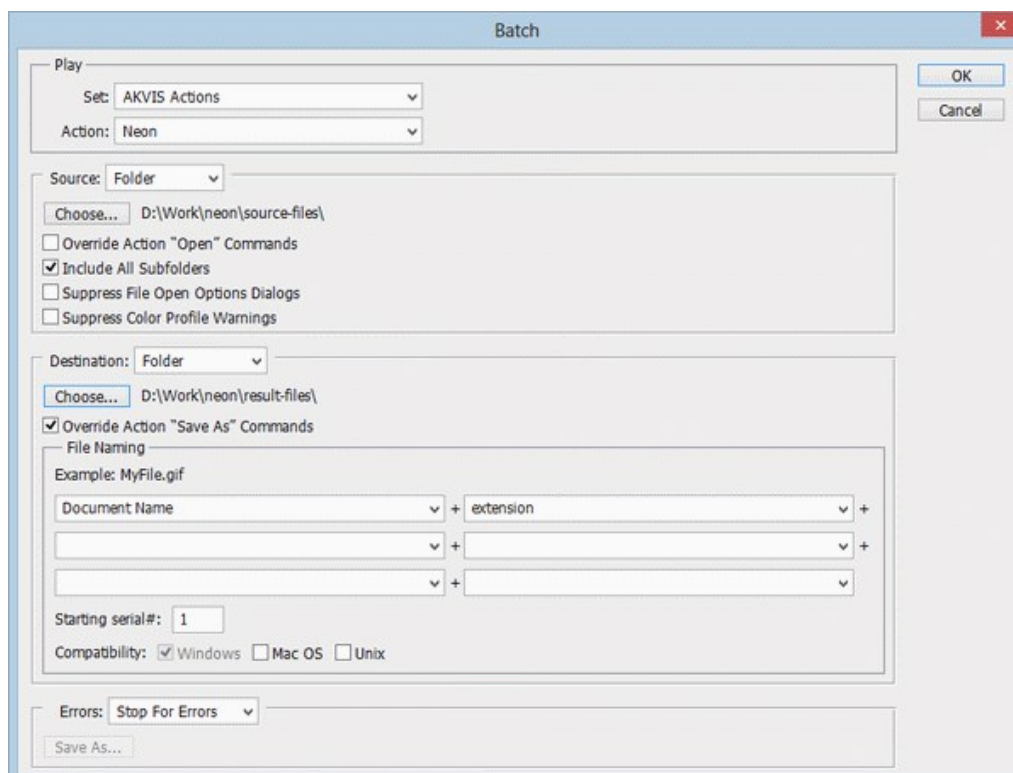 Batch
Play
OK
Set: AKVIS Actions
Cancel
Action: Neon
Source: Folder
Choose... D:\Work\neon\source-files\
Override Action "Open" Commands
Include All Subfolders
Suppress File Open Options Dialogs
Suppress Color Profile Warnings
Destination: Folder
Choose... D:\Work\neon\result-files\
Override Action "Save As" Commands
File Naming
Example: MyFile.gif
Document Name + extension +
+ +
+
Starting serial#: 1
Compatibility: Windows Mac OS Unix
Errors: Stop For Errors
Save As...